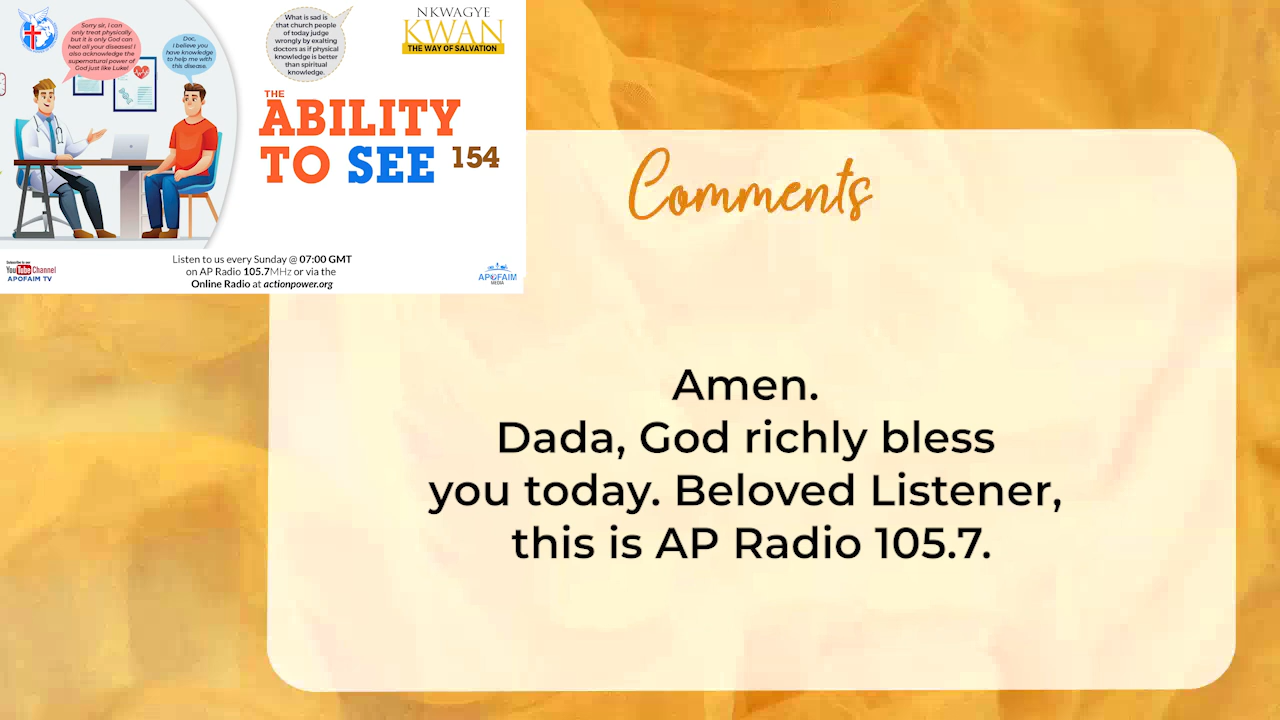 Sorry sir, I can
only treat physically
but it is only God can
heal all your diseases! I
also acknowledge the
supernatural power of
God just like Luke!
Doc,
I believe you
have knowledge
to help me with
this disease.
What is sad is
that church people
of today judge
wrongly by exalting
doctors as if physical
knowledge is better
than spiritual
knowledge.
NKWAGYE
KWAN
THE WAY OF SALVATION
THE
ABILITY
TO SEE 154
Listen to us every Sunday @ 07:00 GMT
on AP Radio 105.7MHz or via the
Online Radio at actionpower.org
Subscribe to our
YouTube Channel
APOFAIM TV
APOFAIM
MEDIA
Comments
Amen.
Dada, God richly bless
you today. Beloved Listener,
this is AP Radio 105.7.